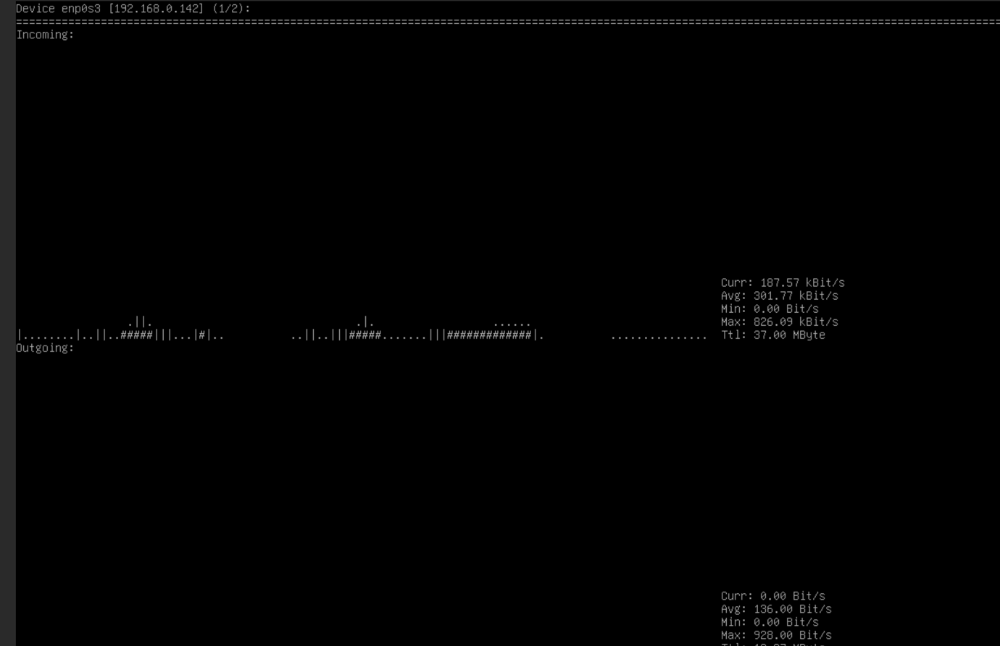 Device enp0s3 [192.168.0.142] (1/2):
Incoming:
Curr: 187.57 kBit/s
Avg: 301.77 kBit/s
Min: 0.00 Bit/s
Max: 826.09 kBit/s
Ttl: 37.00 MByte
Outgoing:
Curr: 0.00 Bit/s
Avg: 136.00 Bit/s
Min: 0.00 Bit/s
Max: 928.00 Bit/s